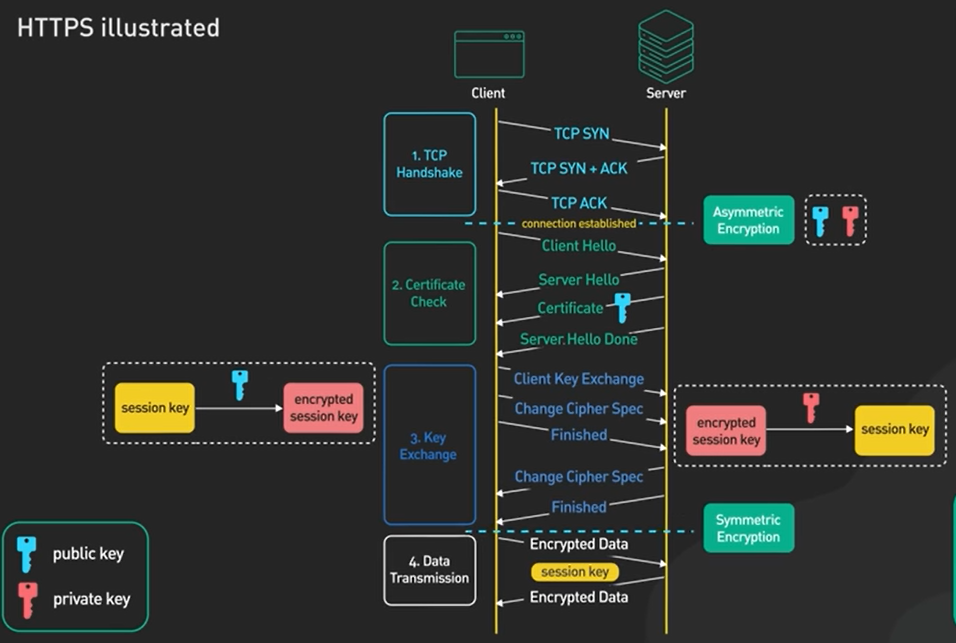 HTTPS illustrated
Client
Server
1. TCP
Handshake
TCP SYN
TCP SYN + ACK
TCP ACK
connection established
Asymmetric
Encryption
2. Certificate
Check
Client Hello
Server Hello
Certificate
Server.Hello Done
session key
encrypted
session key
3. Key
Exchange
Client Key Exchange
Change Cipher Spec
Finished
Change Cipher Spec
Finished
encrypted
session key
session key
Symmetric
Encryption
4. Data
Transmission
Encrypted Data
session key
Encrypted Data
public key
private key